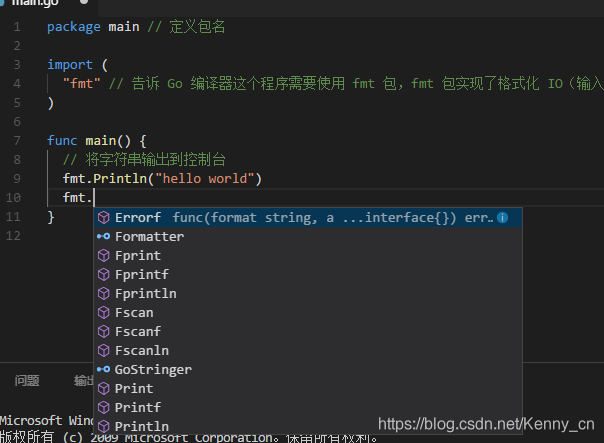 main.go
1 package main // 定义包名
2
3 import (
4 "fmt" // 告诉 Go 编译器这个程序需要使用 fmt 包，fmt 包实现了格式化 IO（输入
5 )
6
7 func main() {
8 // 将字符串输出到控制台
9 fmt.Println("hello world")
10 fmt.
11 }
12
Errorf func(format string, a ...interface{}) err…
Formatter
Fprint
Fprintf
Fprintln
Fscan
Fscanf
Fscanln
GoStringer
Print
Printf
Println
问题 输出
Microsoft Wind
版权所有 (c) 2009 Microsoft Corporation。保留所有权利。
https://blog.csdn.net/Kenny_cn